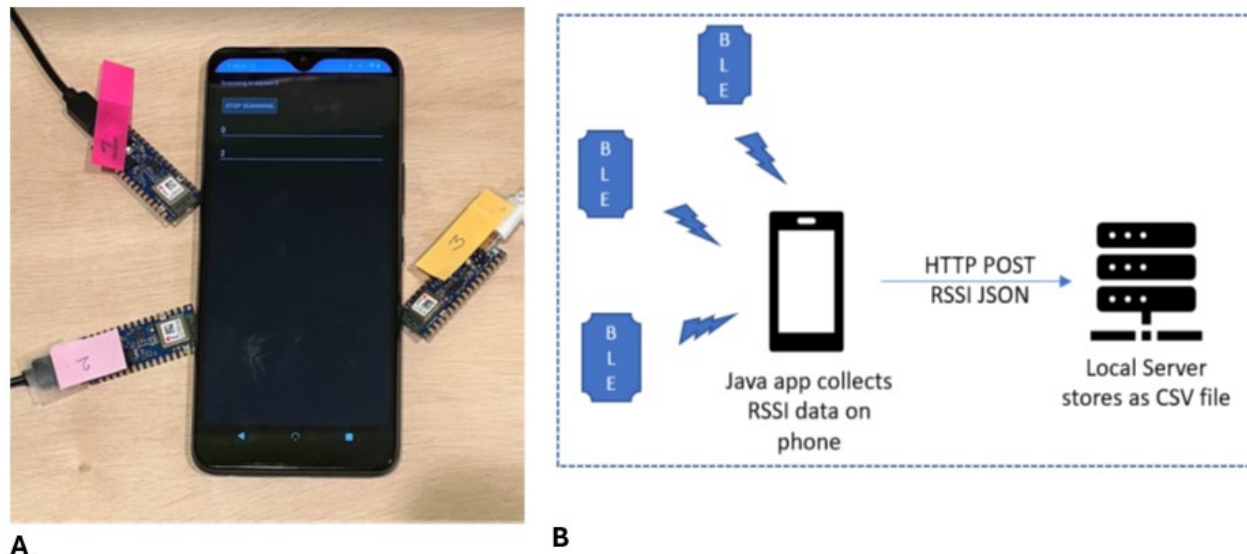 1
STOP SCANNING
0
2
3
2
A
B
L
E
B
L
E
B
L
E
HTTP POST
RSSI JSON
Java app collects
RSSI data on
phone
Local Server
stores as CSV file
B